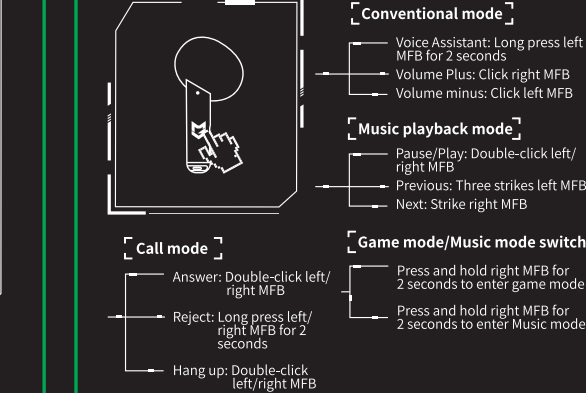 Conventional mode
Voice Assistant: Long press left
MFB for 2 seconds
Volume Plus: Click right MFB
Volume minus: Click left MFB
Music playback mode
Pause/Play: Double-click left/
right MFB
Previous: Three strikes left MFB
Next: Strike right MFB
Call mode
Answer: Double-click left/
right MFB
Reject: Long press left/
right MFB for 2
seconds
Hang up: Double-click
left/right MFB
Game mode/Music mode switch
Press and hold right MFB for
2 seconds to enter game mode
Press and hold right MFB for
2 seconds to enter Music mode